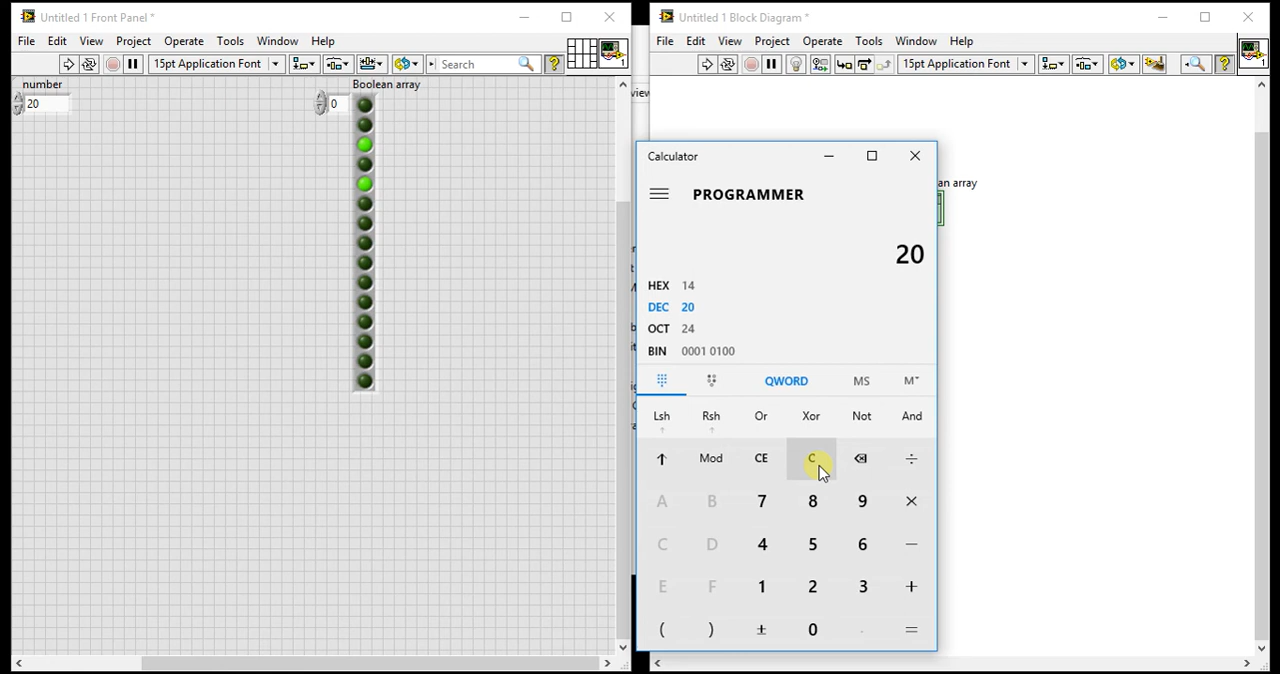 Untitled 1 Front Panel *
File Edit View Project Operate Tools Window Help
15pt Application Font
Search
?
1
number
20
Boolean array
0
Untitled 1 Block Diagram *
File Edit View Project Operate Tools Window Help
15pt Application Font
?
1
view
an array
Calculator
PROGRAMMER
20
HEX 14
DEC 20
OCT 24
BIN 0001 0100
QWORD MS M
Lsh Rsh Or Xor Not And
↑ Mod CE C ÷
A B 7 8 9 ×
C D 4 5 6 −
E F 1 2 3 +
( ) ± 0 . =